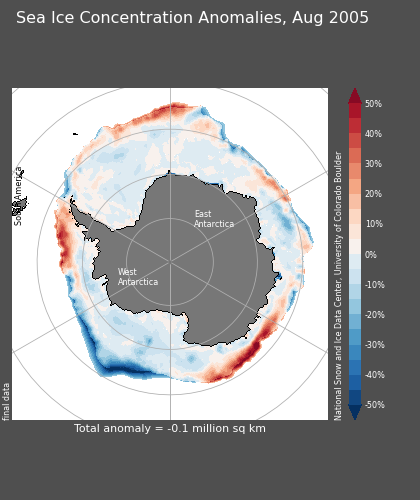 Sea Ice Concentration Anomalies, Aug 2005
South America
East
Antarctica
West
Antarctica
50%
40%
30%
20%
10%
0%
-10%
-20%
-30%
-40%
-50%
National Snow and Ice Data Center, University of Colorado Boulder
final data
Total anomaly = -0.1 million sq km